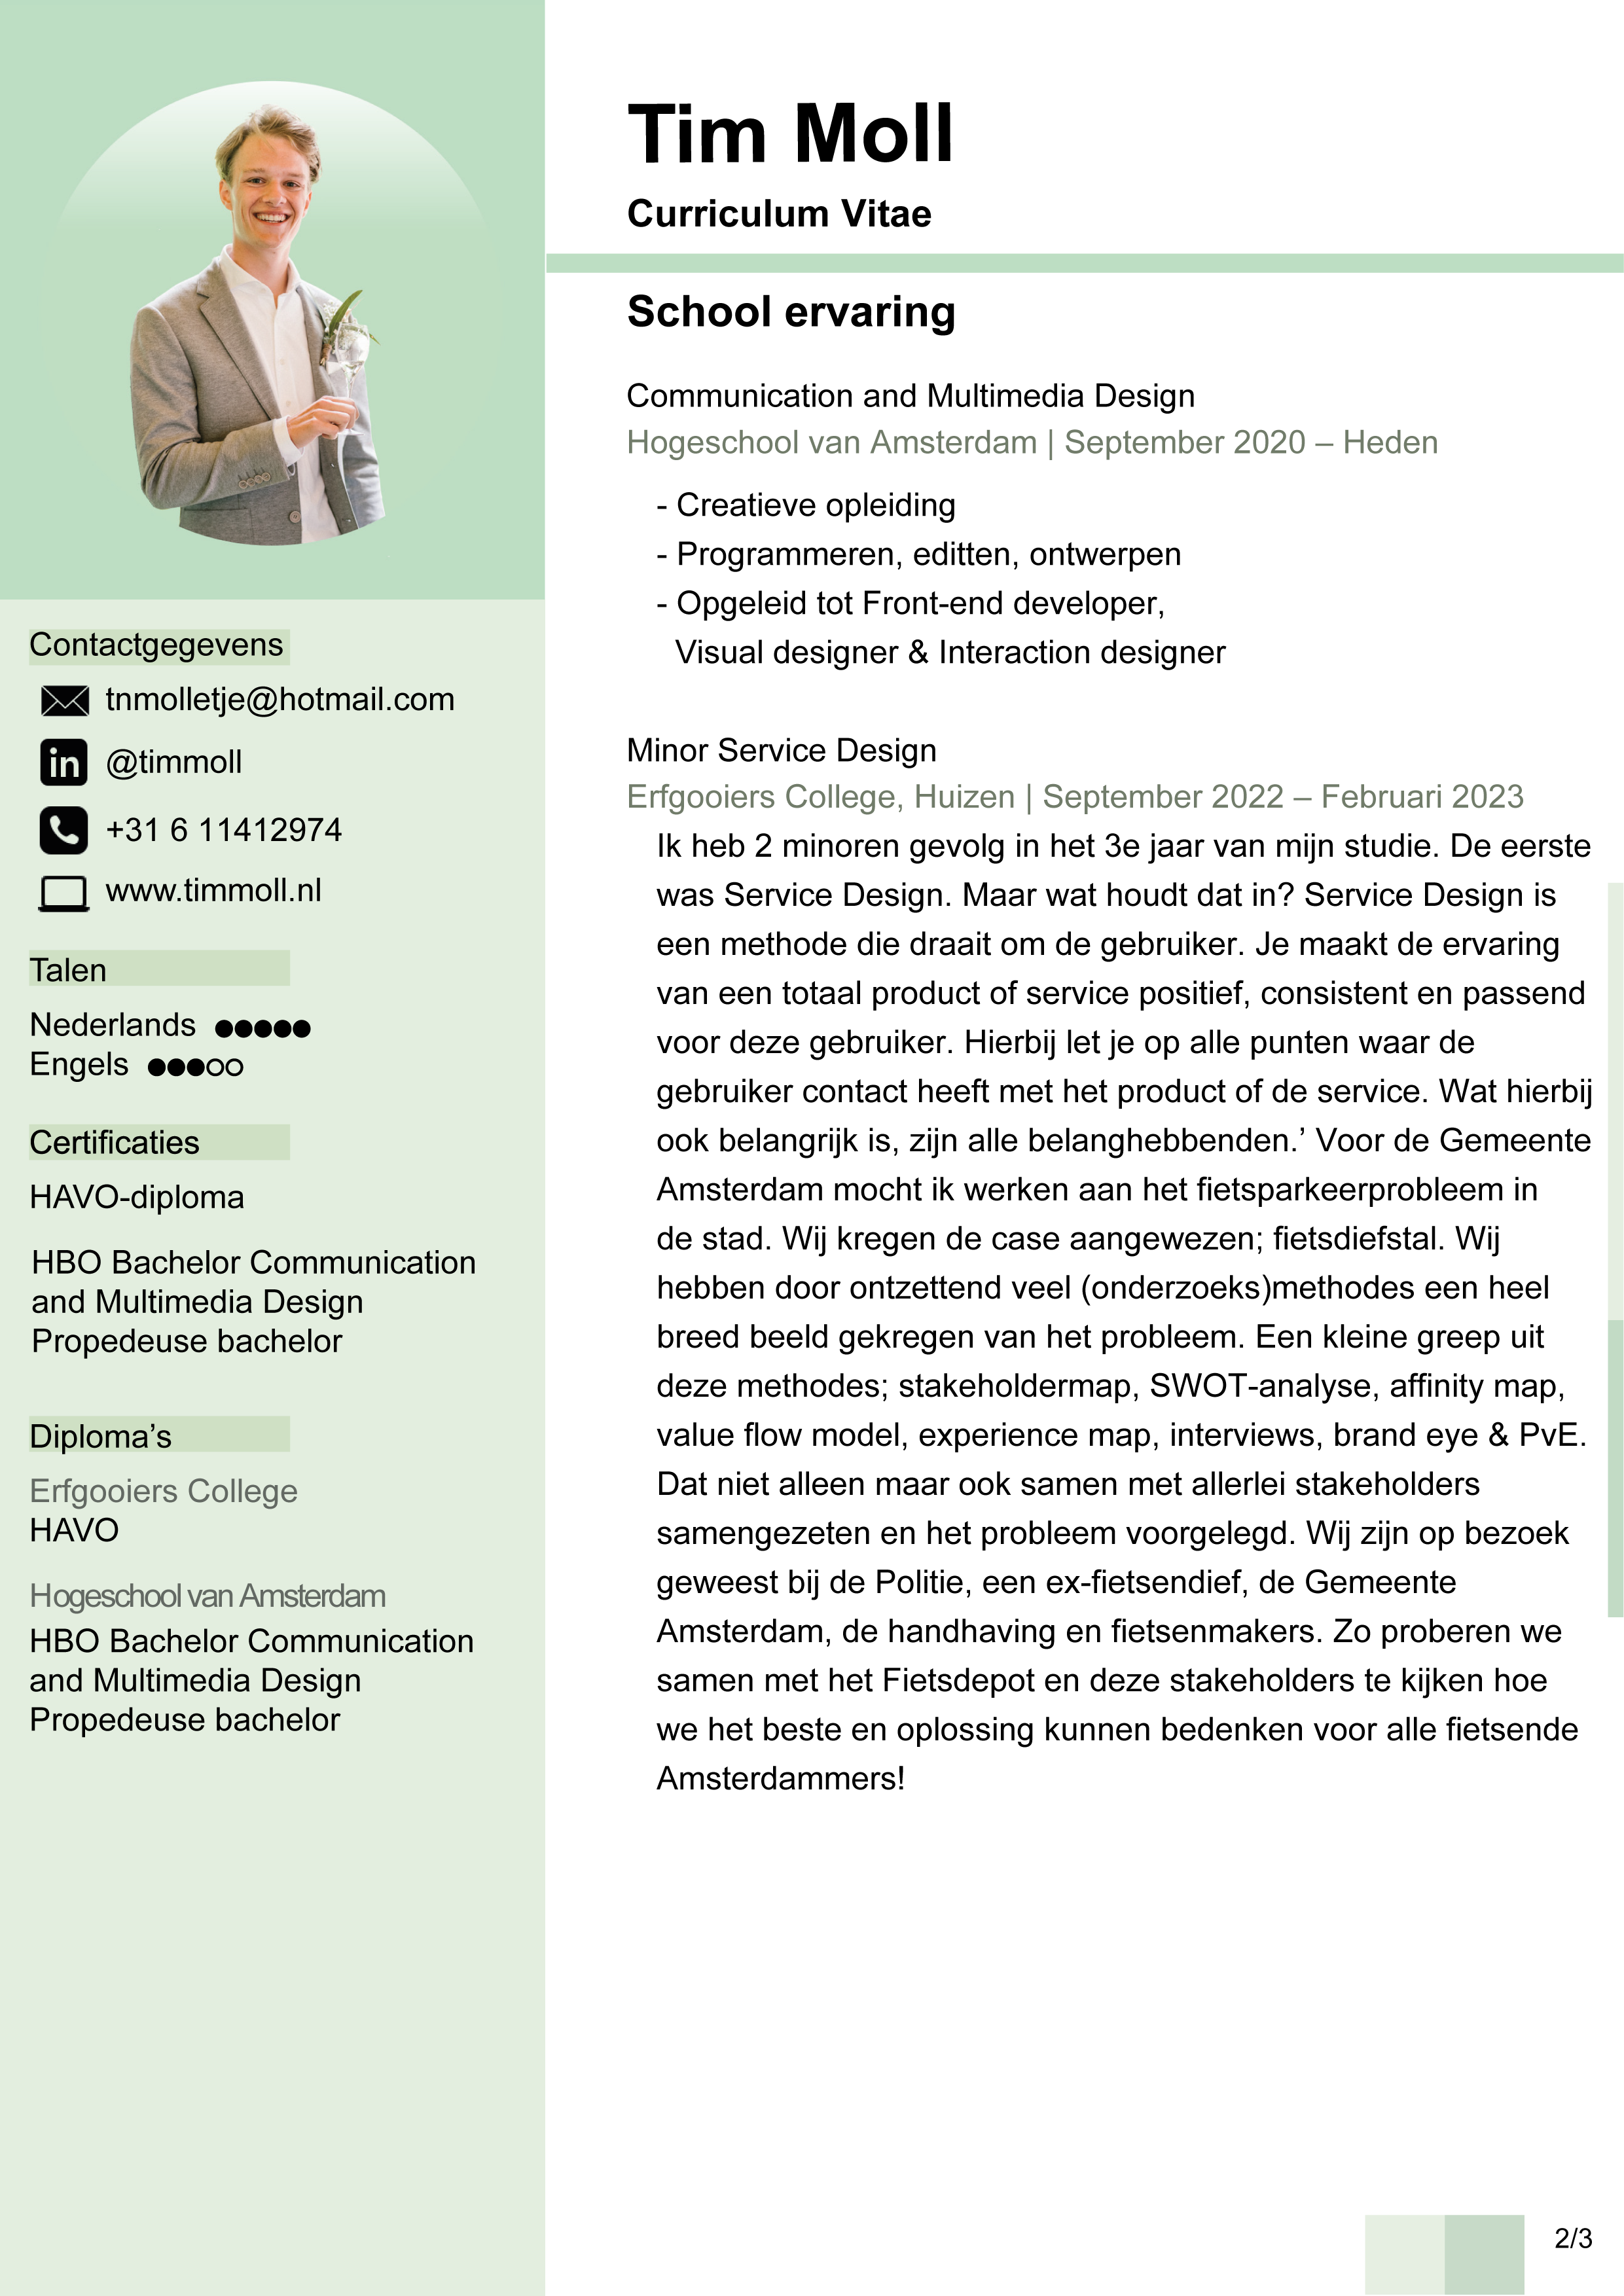 Tim Moll
Curriculum Vitae
Contactgegevens
tnmolletje@hotmail.com
in @timmoll
+31 6 11412974
www.timmoll.nl
Talen
Nederlands ●●●●●
Engels ●●●○○
Certificaties
HAVO-diploma
HBO Bachelor Communication
and Multimedia Design
Propedeuse bachelor
Diploma’s
Erfgooiers College
HAVO
Hogeschool van Amsterdam
HBO Bachelor Communication
and Multimedia Design
Propedeuse bachelor
School ervaring
Communication and Multimedia Design
Hogeschool van Amsterdam | September 2020 – Heden
- Creatieve opleiding
- Programmeren, editten, ontwerpen
- Opgeleid tot Front-end developer,
Visual designer & Interaction designer
Minor Service Design
Erfgooiers College, Huizen | September 2022 – Februari 2023
Ik heb 2 minoren gevolg in het 3e jaar van mijn studie. De eerste
was Service Design. Maar wat houdt dat in? Service Design is
een methode die draait om de gebruiker. Je maakt de ervaring
van een totaal product of service positief, consistent en passend
voor deze gebruiker. Hierbij let je op alle punten waar de
gebruiker contact heeft met het product of de service. Wat hierbij
ook belangrijk is, zijn alle belanghebbenden.’ Voor de Gemeente
Amsterdam mocht ik werken aan het fietsparkeerprobleem in
de stad. Wij kregen de case aangewezen; fietsdiefstal. Wij
hebben door ontzettend veel (onderzoeks)methodes een heel
breed beeld gekregen van het probleem. Een kleine greep uit
deze methodes; stakeholdermap, SWOT-analyse, affinity map,
value flow model, experience map, interviews, brand eye & PvE.
Dat niet alleen maar ook samen met allerlei stakeholders
samengezeten en het probleem voorgelegd. Wij zijn op bezoek
geweest bij de Politie, een ex-fietsendief, de Gemeente
Amsterdam, de handhaving en fietsenmakers. Zo proberen we
samen met het Fietsdepot en deze stakeholders te kijken hoe
we het beste en oplossing kunnen bedenken voor alle fietsende
Amsterdammers!
2/3